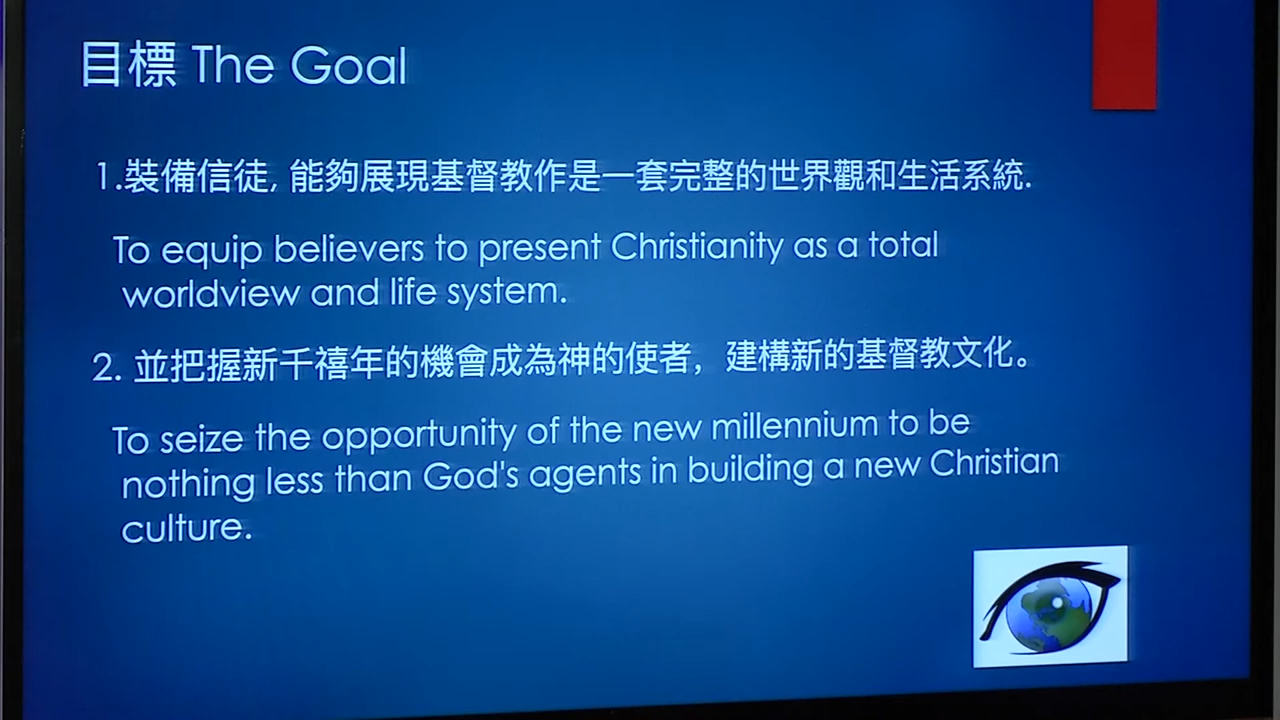 目標 The Goal
1.裝備信徒, 能夠展現基督教作是一套完整的世界觀和生活系統.
To equip believers to present Christianity as a total
worldview and life system.
2. 並把握新千禧年的機會成為神的使者，建構新的基督教文化。
To seize the opportunity of the new millennium to be
nothing less than God's agents in building a new Christian
culture.